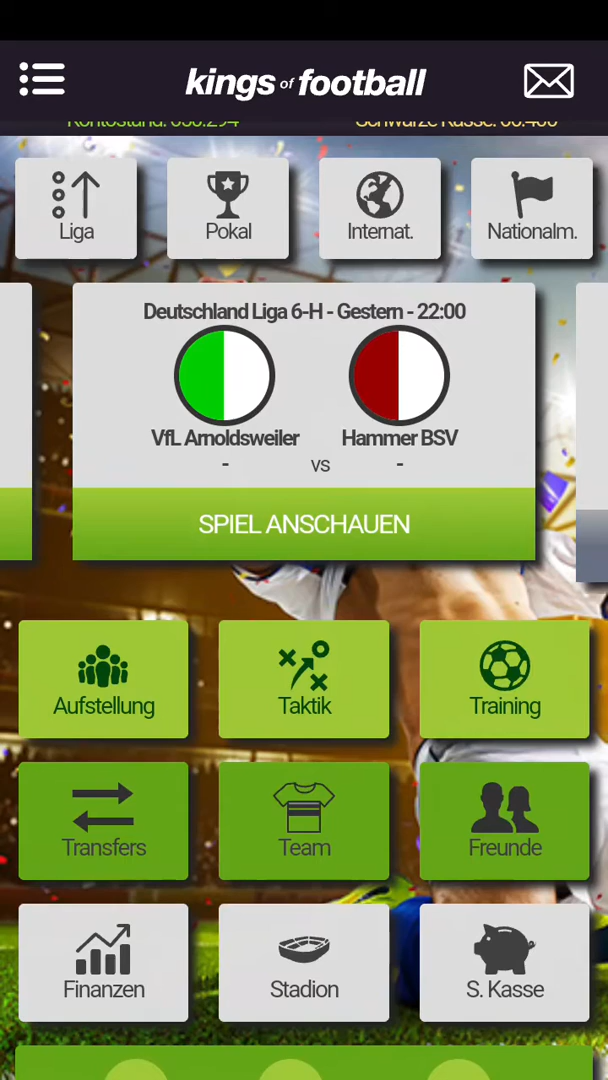 kings of football
Liga
Pokal
Internat.
Nationalm.
Deutschland Liga 6-H - Gestern - 22:00
VfL Arnoldsweiler
Hammer BSV
- vs -
SPIEL ANSCHAUEN
Aufstellung
Taktik
Training
Transfers
Team
Freunde
Finanzen
Stadion
S. Kasse